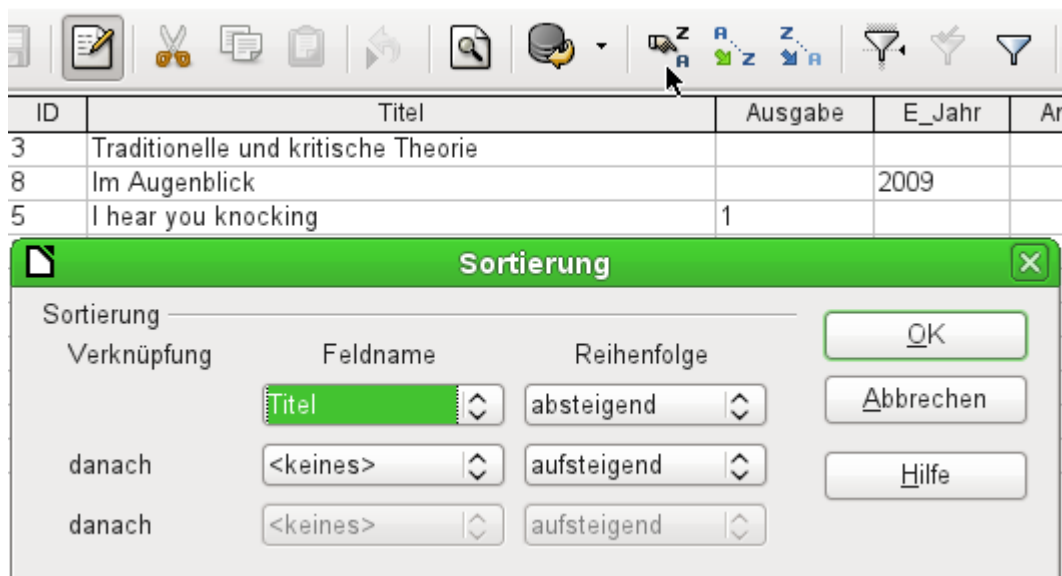 Z
A
A
Z
Z
A
ID Titel Ausgabe E_Jahr Ar
3 Traditionelle und kritische Theorie
8 Im Augenblick 2009
5 I hear you knocking 1
Sortierung
Sortierung
Verknüpfung Feldname Reihenfolge
OK
Titel absteigend
Abbrechen
danach <keines> aufsteigend
Hilfe
danach <keines> aufsteigend